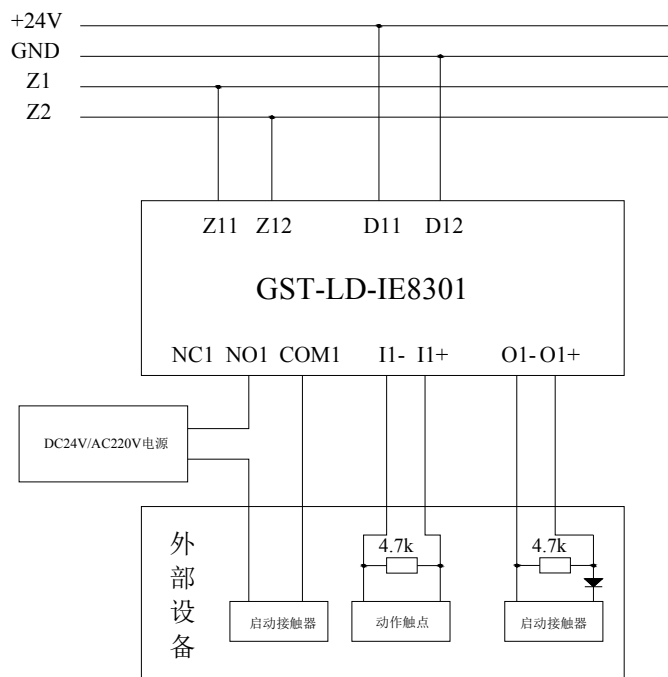 +24V
GND
Z1
Z2
Z11 Z12 D11 D12
GST-LD-IE8301
NC1 NO1 COM1 I1- I1+ O1- O1+
DC24V/AC220V电源
外部设备
4.7k 4.7k
启动接触器 动作触点 启动接触器